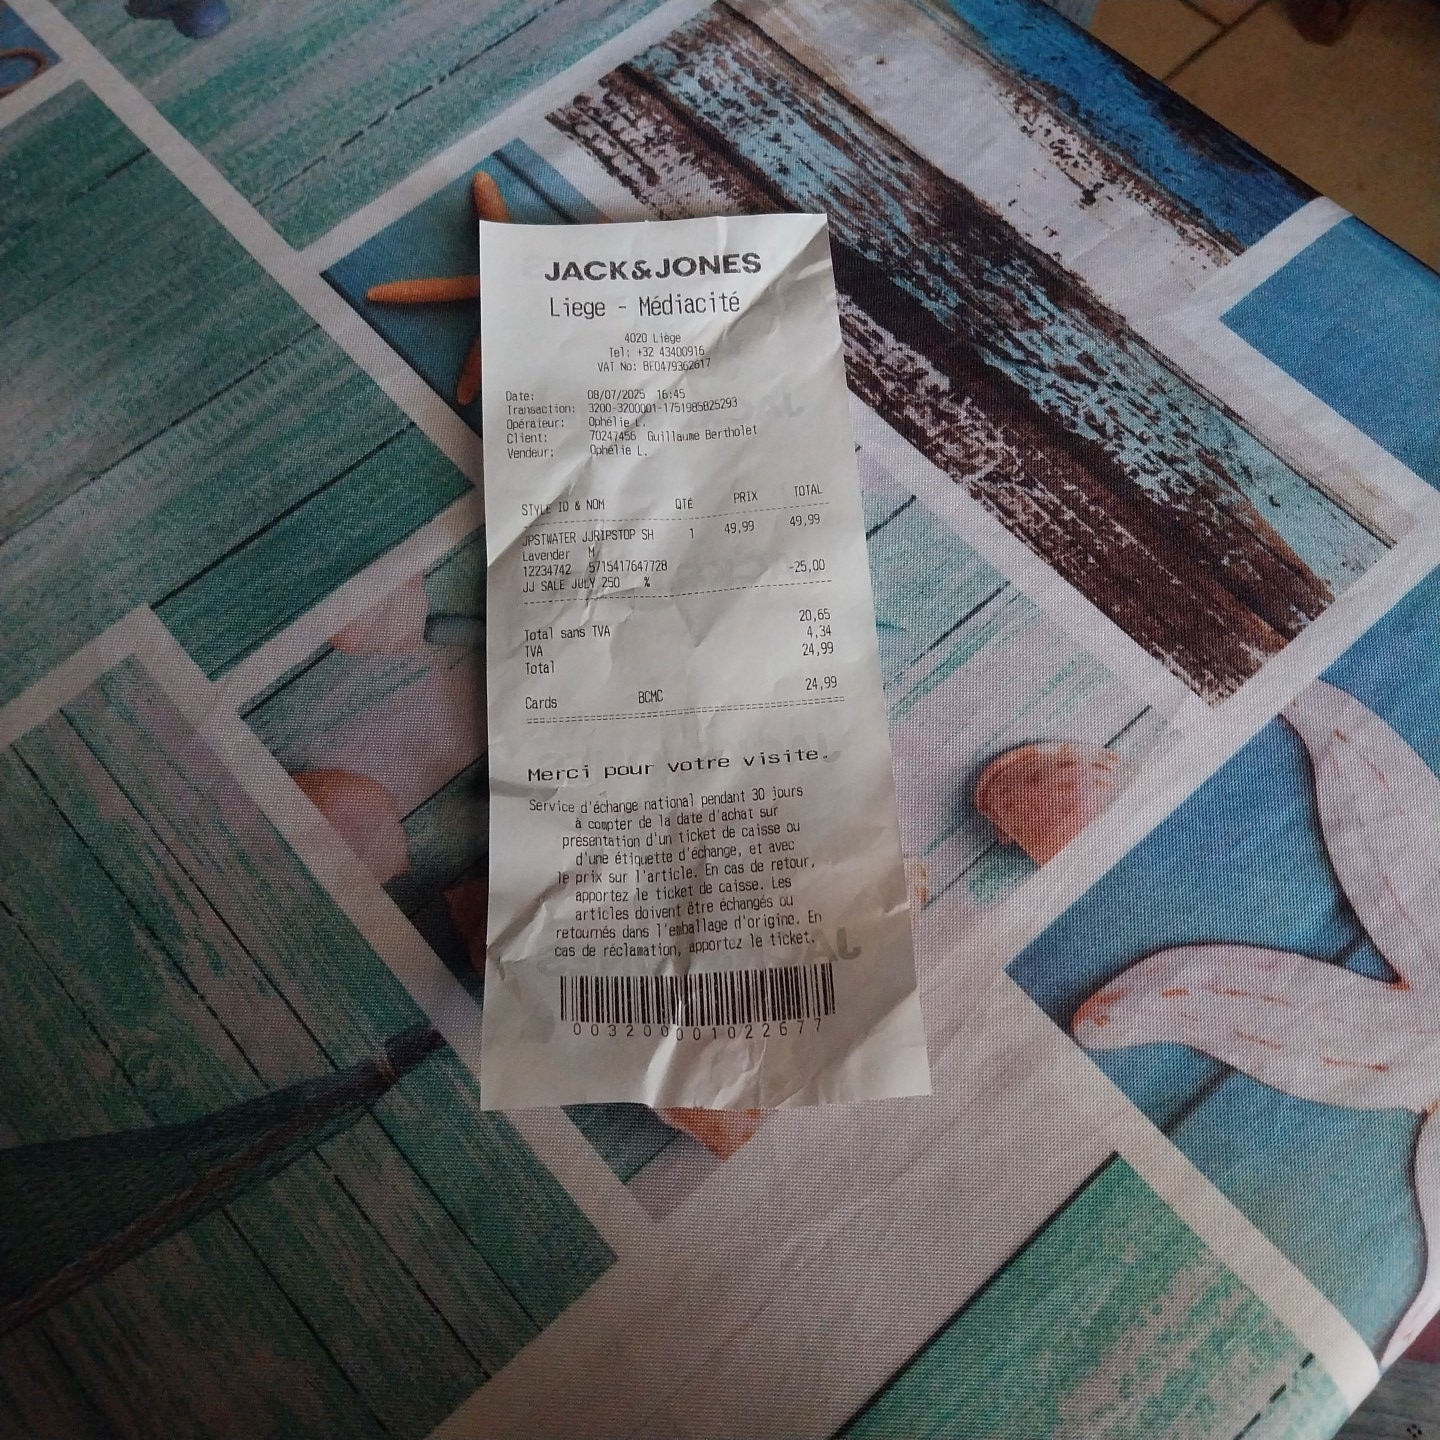 JACK&JONES
Liege - Médiacité
4020 Liège
Tel: +32 43400916
VAT No: BE0479362617
Date: 08/07/2025 16:45
Transaction: 3200-3200001-1751985825293
Opérateur: Ophélie L.
Client: 70247456 Guillaume Bertholet
Vendeur: Ophélie L.
STYLE ID & NOM QTÉ PRIX TOTAL
JPSTWATER JJRIPSTOP SH 1 49,99 49,99
Lavender M
12234742 5715417647728
JJ SALE JULY 250 % -25,00
Total sans TVA 20,65
TVA 4,34
Total 24,99
Cards BCMC 24,99
Merci pour votre visite.
Service d'échange national pendant 30 jours
à compter de la date d'achat sur
présentation d'un ticket de caisse ou
d'une étiquette d'échange, et avec
le prix sur l'article. En cas de retour,
apportez le ticket de caisse. Les
articles doivent être échangés ou
retournés dans l'emballage d'origine. En
cas de réclamation, apportez le ticket.
0032000001022677